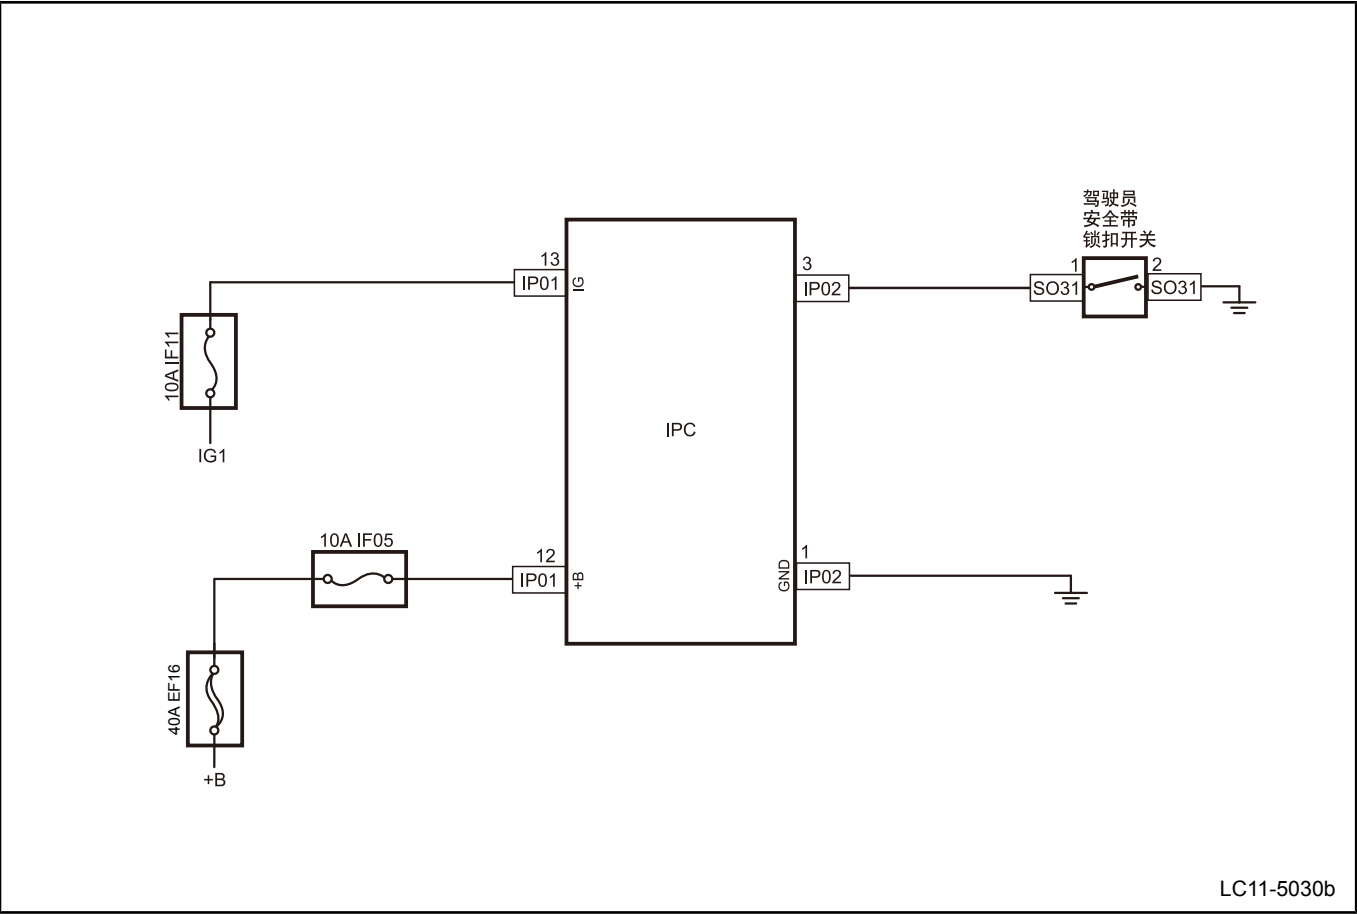 驾驶员
安全带
锁扣开关
13
IP01
IG
3
IP02
1
SO31
2
SO31
10A IF11
IG1
IPC
10A IF05
12
IP01
+B
1
GND
IP02
40A EF16
+B
LC11-5030b